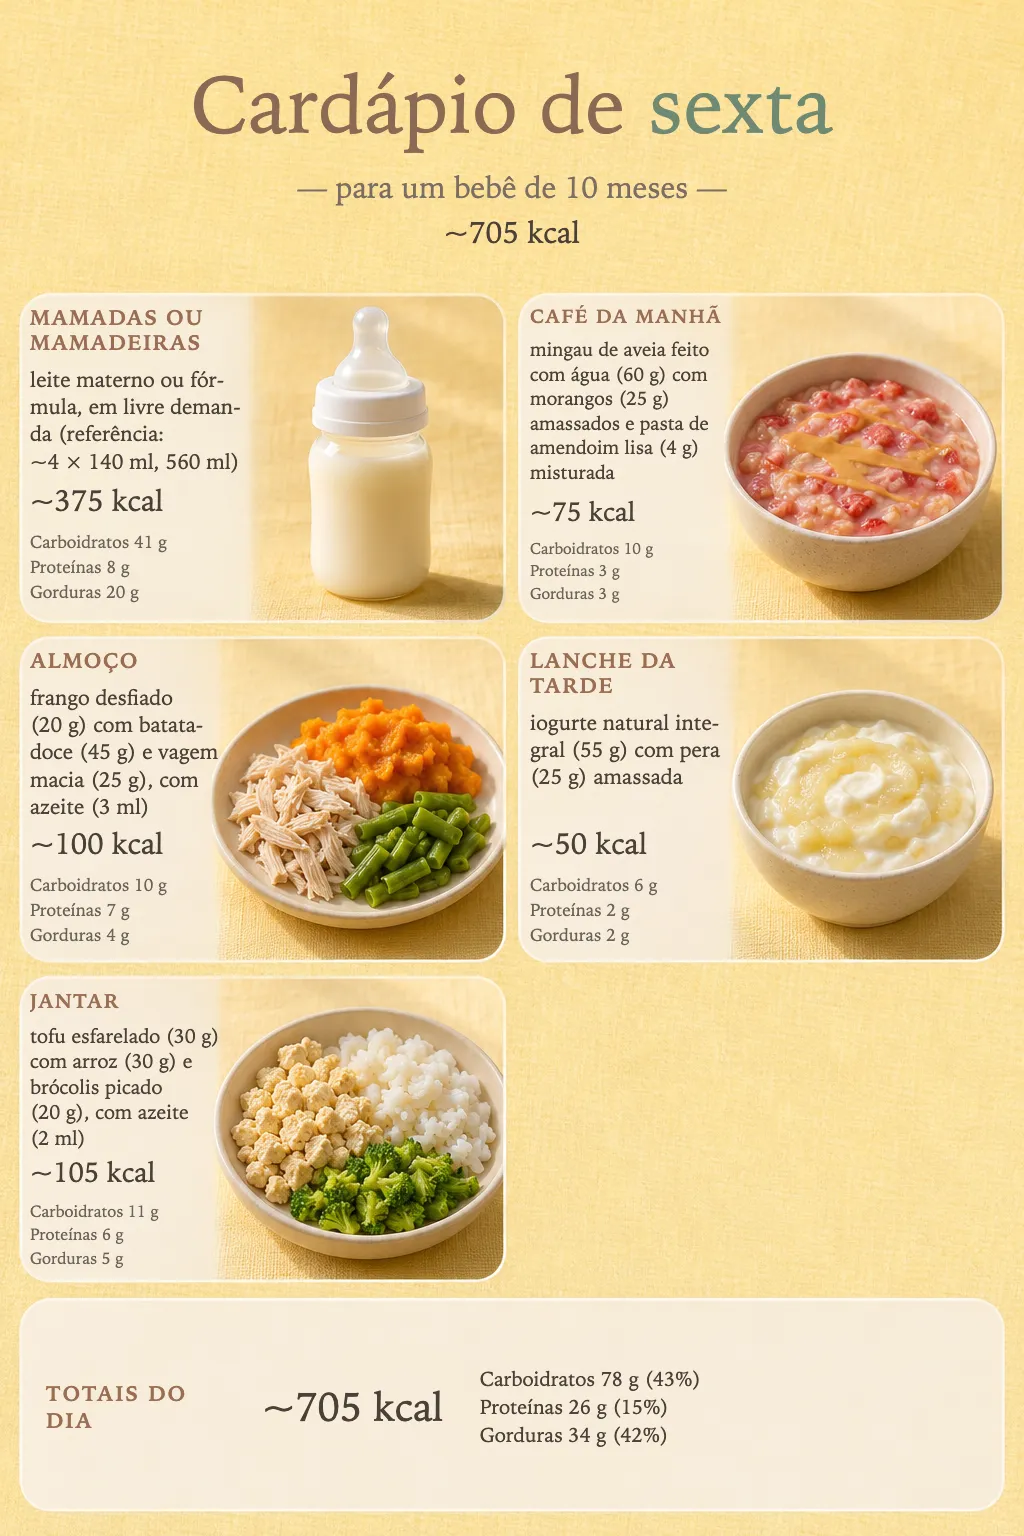 Cardápio de sexta
— para um bebê de 10 meses —
~705 kcal
MAMADAS OU
MAMADEIRAS
leite materno ou fór-
mula, em livre deman-
da (referência:
~4 × 140 ml, 560 ml)
~375 kcal
Carboidratos 41 g
Proteínas 8 g
Gorduras 20 g
CAFÉ DA MANHÃ
mingau de aveia feito
com água (60 g) com
morangos (25 g)
amassados e pasta de
amendoim lisa (4 g)
misturada
~75 kcal
Carboidratos 10 g
Proteínas 3 g
Gorduras 3 g
ALMOÇO
frango desfiado
(20 g) com batata-
doce (45 g) e vagem
macia (25 g), com
azeite (3 ml)
~100 kcal
Carboidratos 10 g
Proteínas 7 g
Gorduras 4 g
LANCHE DA
TARDE
iogurte natural inte-
gral (55 g) com pera
(25 g) amassada
~50 kcal
Carboidratos 6 g
Proteínas 2 g
Gorduras 2 g
JANTAR
tofu esfarelado (30 g)
com arroz (30 g) e
brócolis picado
(20 g), com azeite
(2 ml)
~105 kcal
Carboidratos 11 g
Proteínas 6 g
Gorduras 5 g
TOTAIS DO
DIA
~705 kcal
Carboidratos 78 g (43%)
Proteínas 26 g (15%)
Gorduras 34 g (42%)